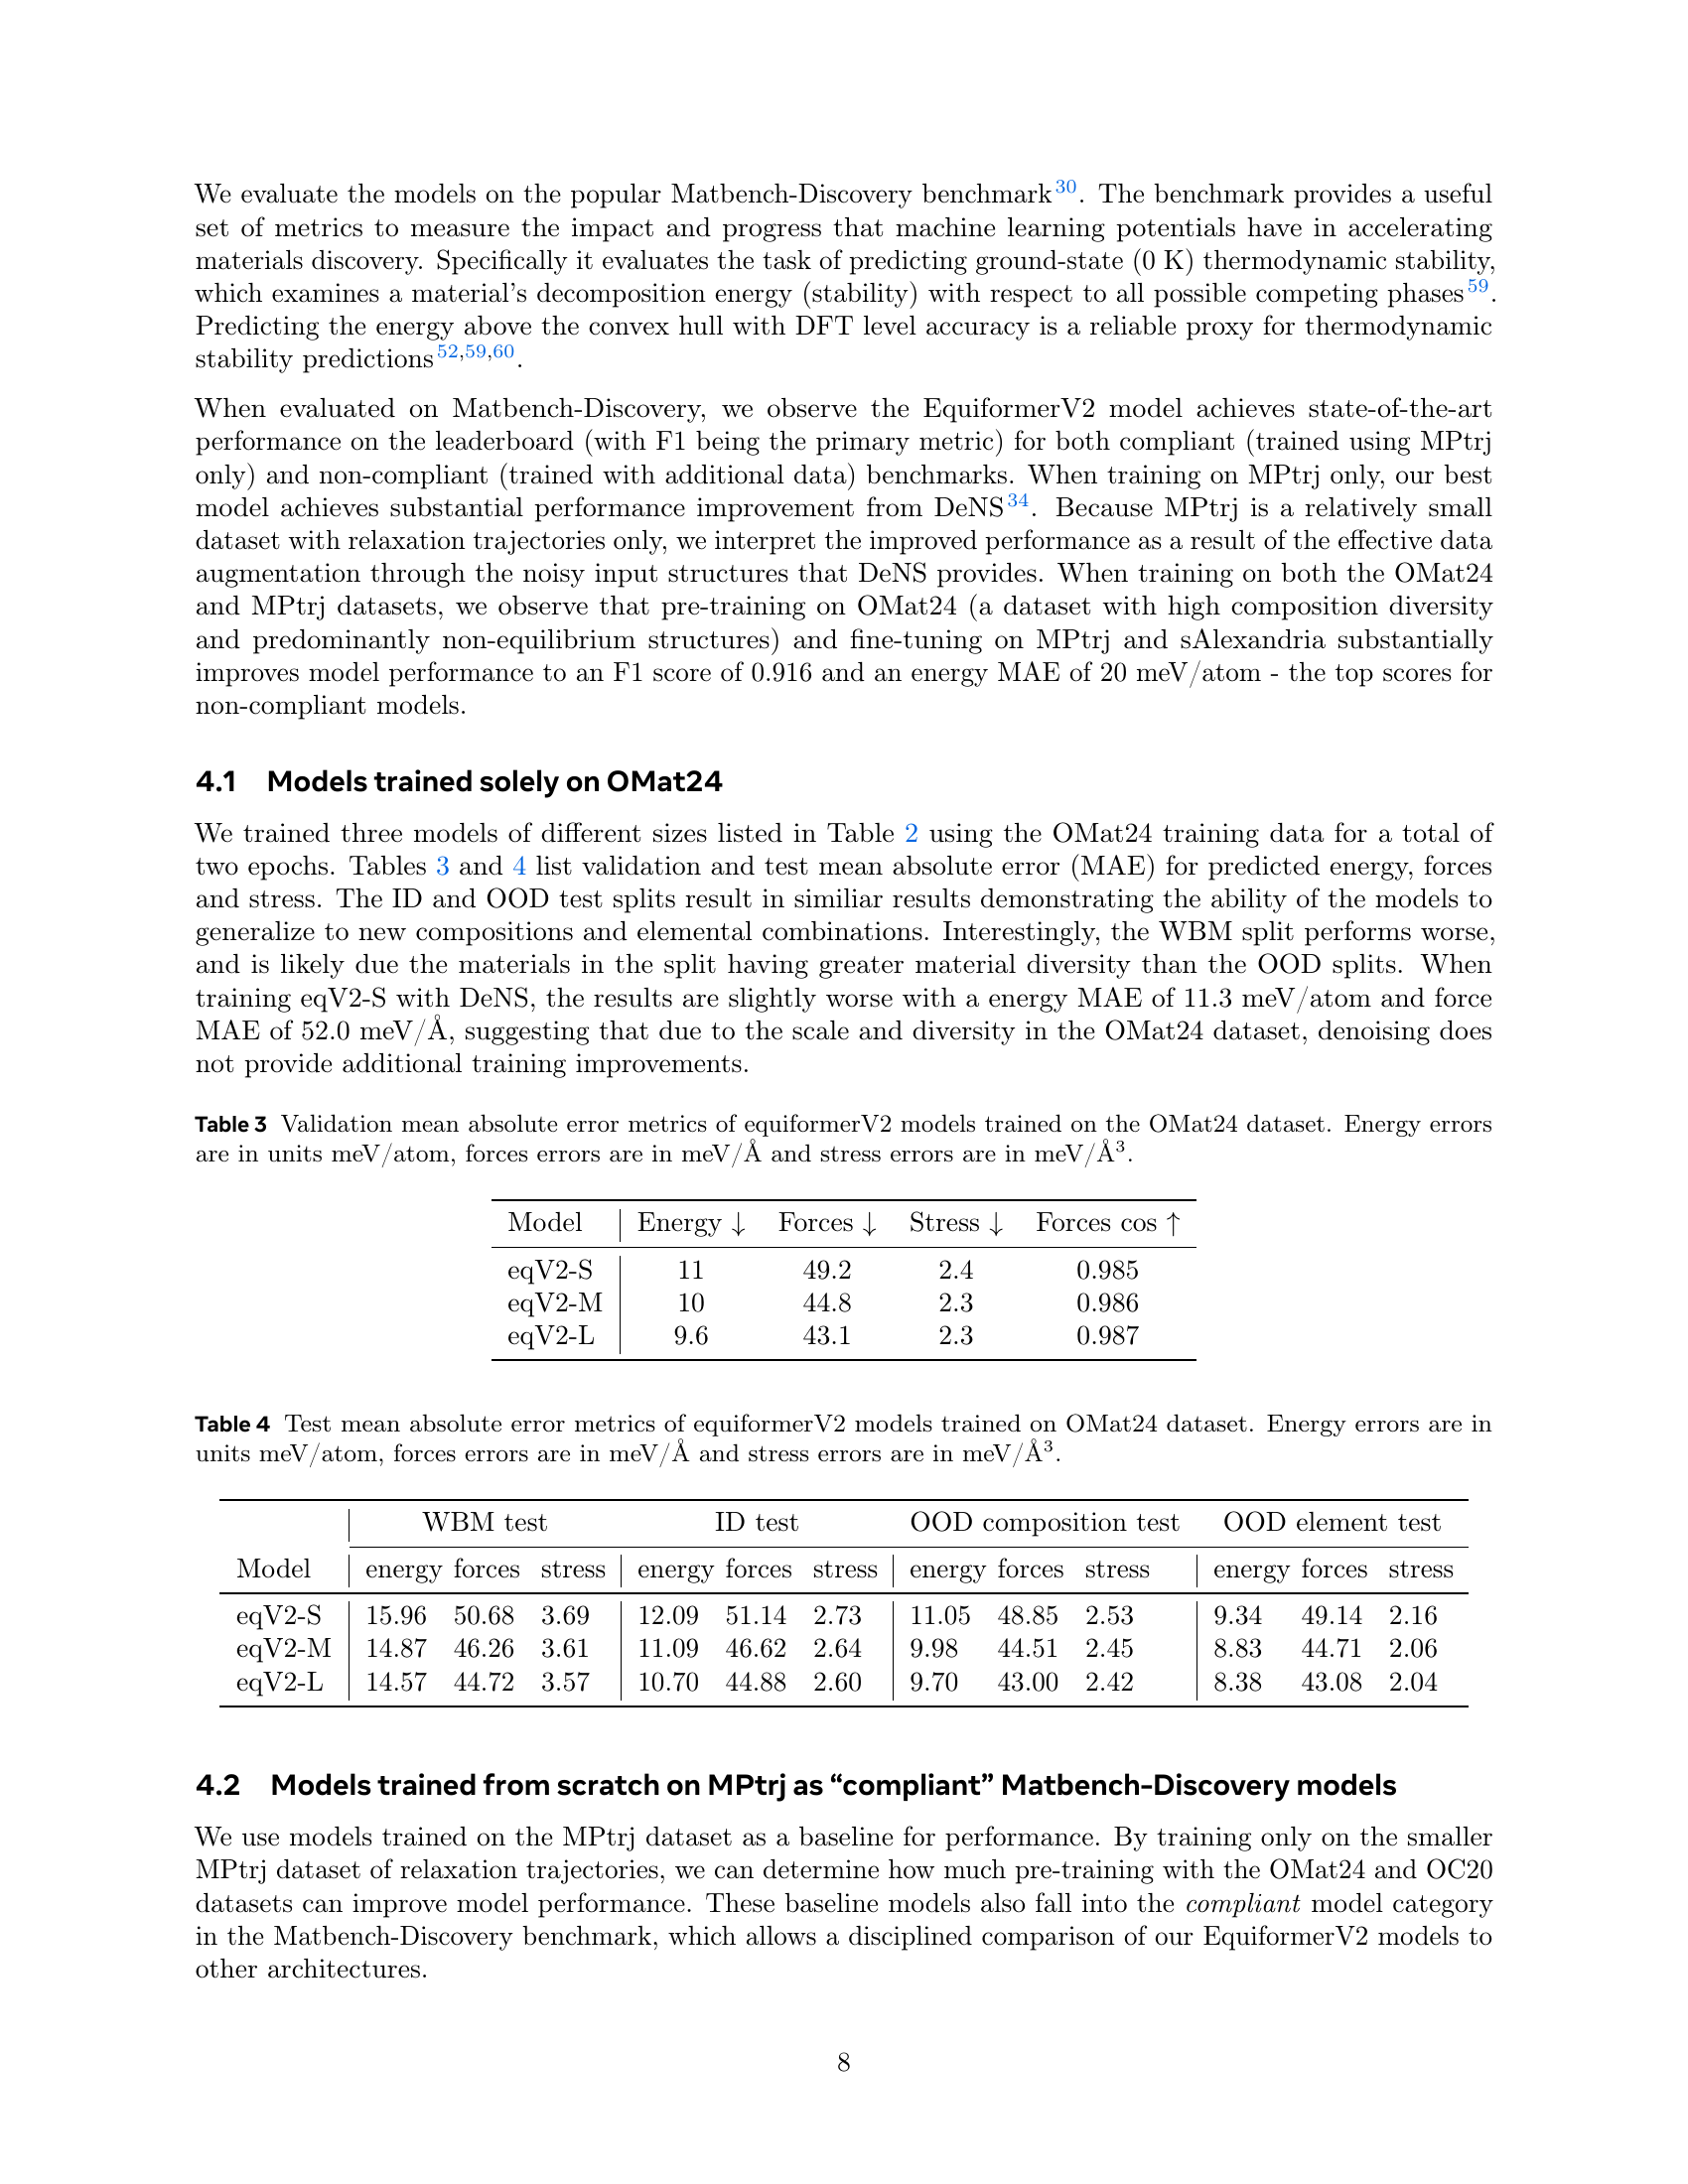 We evaluate the models on the popular Matbench-Discovery benchmark30. The benchmark provides a useful
set of metrics to measure the impact and progress that machine learning potentials have in accelerating
materials discovery. Specifically it evaluates the task of predicting ground-state (0 K) thermodynamic stability,
which examines a material's decomposition energy (stability) with respect to all possible competing phases59.
Predicting the energy above the convex hull with DFT level accuracy is a reliable proxy for thermodynamic
stability predictions52,59,60.
When evaluated on Matbench-Discovery, we observe the EquiformerV2 model achieves state-of-the-art
performance on the leaderboard (with F1 being the primary metric) for both compliant (trained using MPtrj
only) and non-compliant (trained with additional data) benchmarks. When training on MPtrj only, our best
model achieves substantial performance improvement from DeNS34. Because MPtrj is a relatively small
dataset with relaxation trajectories only, we interpret the improved performance as a result of the effective data
augmentation through the noisy input structures that DeNS provides. When training on both the OMat24
and MPtrj datasets, we observe that pre-training on OMat24 (a dataset with high composition diversity
and predominantly non-equilibrium structures) and fine-tuning on MPtrj and sAlexandria substantially
improves model performance to an F1 score of 0.916 and an energy MAE of 20 meV/atom - the top scores for
non-compliant models.
4.1 Models trained solely on OMat24
We trained three models of different sizes listed in Table 2 using the OMat24 training data for a total of
two epochs. Tables 3 and 4 list validation and test mean absolute error (MAE) for predicted energy, forces
and stress. The ID and OOD test splits result in similiar results demonstrating the ability of the models to
generalize to new compositions and elemental combinations. Interestingly, the WBM split performs worse,
and is likely due the materials in the split having greater material diversity than the OOD splits. When
training eqV2-S with DeNS, the results are slightly worse with a energy MAE of 11.3 meV/atom and force
MAE of 52.0 meV/Å, suggesting that due to the scale and diversity in the OMat24 dataset, denoising does
not provide additional training improvements.
Table 3 Validation mean absolute error metrics of equiformerV2 models trained on the OMat24 dataset. Energy errors
are in units meV/atom, forces errors are in meV/Å and stress errors are in meV/Å³.
Model Energy ↓ Forces ↓ Stress ↓ Forces cos ↑
eqV2-S 11 49.2 2.4 0.985
eqV2-M 10 44.8 2.3 0.986
eqV2-L 9.6 43.1 2.3 0.987
Table 4 Test mean absolute error metrics of equiformerV2 models trained on OMat24 dataset. Energy errors are in
units meV/atom, forces errors are in meV/Å and stress errors are in meV/Å³.
WBM test ID test OOD composition test OOD element test
Model energy forces stress energy forces stress energy forces stress energy forces stress
eqV2-S 15.96 50.68 3.69 12.09 51.14 2.73 11.05 48.85 2.53 9.34 49.14 2.16
eqV2-M 14.87 46.26 3.61 11.09 46.62 2.64 9.98 44.51 2.45 8.83 44.71 2.06
eqV2-L 14.57 44.72 3.57 10.70 44.88 2.60 9.70 43.00 2.42 8.38 43.08 2.04
4.2 Models trained from scratch on MPtrj as “compliant” Matbench-Discovery models
We use models trained on the MPtrj dataset as a baseline for performance. By training only on the smaller
MPtrj dataset of relaxation trajectories, we can determine how much pre-training with the OMat24 and OC20
datasets can improve model performance. These baseline models also fall into the compliant model category
in the Matbench-Discovery benchmark, which allows a disciplined comparison of our EquiformerV2 models to
other architectures.
8